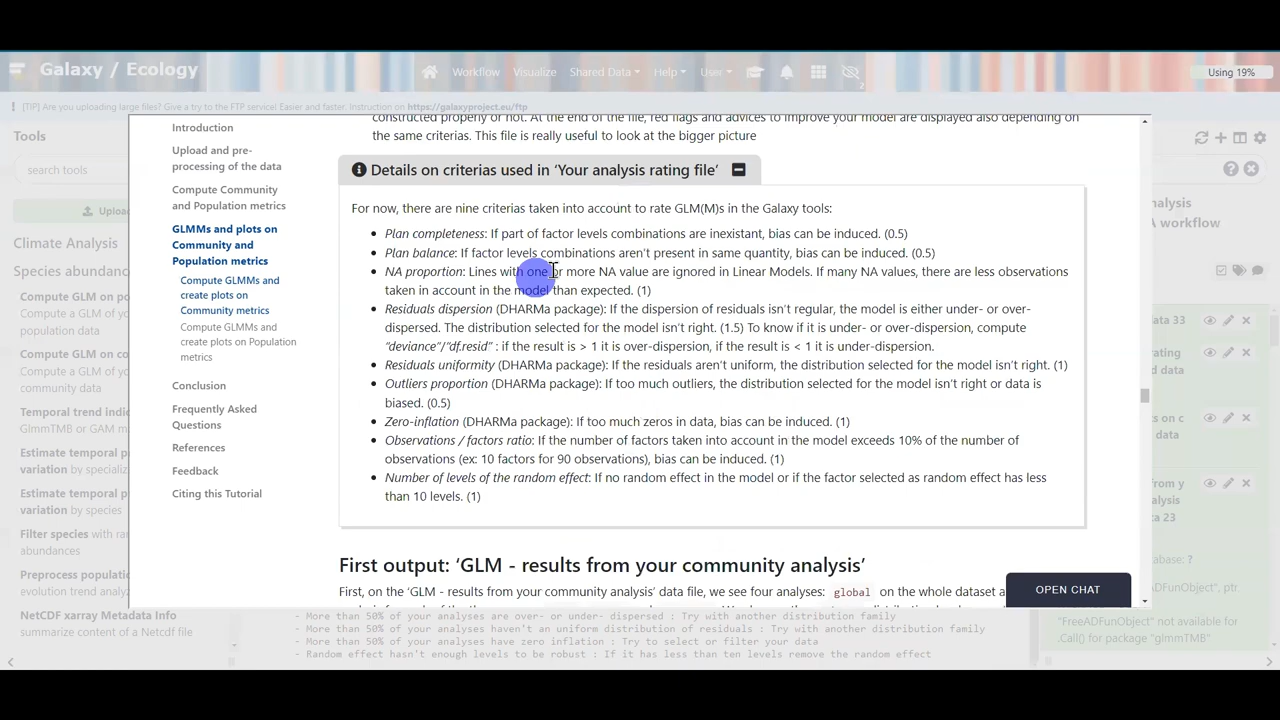 Galaxy / Ecology
Workflow
Visualize
Shared Data
Help
User
2
Using 19%
[TIP] Are you uploading large files? Give a try to the FTP service! Easier and faster. Instruction on https://galaxyproject.eu/ftp
Tools
search tools
Climate Analysis
Species abundance
Temporal trend
GlmmTMB or GAM
Estimate temporal
variation by
Estimate temporal
variation by species
Filter species with
abundances
evolution trend
NetCDF xarray Metadata Info
summarize content of a Netcdf file
Introduction
Upload and pre-
processing of the data
Compute Community
and Population metrics
GLMMs and plots on
Community and
Population metrics
Compute GLMMs and
create plots on
Community metrics
Compute GLMMs and
create plots on Population
metrics
Conclusion
Frequently Asked
Questions
References
Feedback
Citing this Tutorial
constructed properly or not. At the end of the file, red flags and advices to improve your model are displayed also depending on
the same criterias. This file is really useful to look at the bigger picture
Details on criterias used in ‘Your analysis rating file’
For now, there are nine criterias taken into account to rate GLM(M)s in the Galaxy tools:
• Plan completeness: If part of factor levels combinations are inexistant, bias can be induced. (0.5)
• Plan balance: If factor levels combinations aren’t present in same quantity, bias can be induced. (0.5)
• NA proportion: Lines with one or more NA value are ignored in Linear Models. If many NA values, there are less observations
taken in account in the model than expected. (1)
• Residuals dispersion (DHARMa package): If the dispersion of residuals isn’t regular, the model is either under- or over-
dispersed. The distribution selected for the model isn’t right. (1.5) To know if it is under- or over-dispersion, compute
“deviance”/“df.resid” : if the result is > 1 it is over-dispersion, if the result is < 1 it is under-dispersion.
• Residuals uniformity (DHARMa package): If the residuals aren’t uniform, the distribution selected for the model isn’t right. (1)
• Outliers proportion (DHARMa package): If too much outliers, the distribution selected for the model isn’t right or data is
biased. (0.5)
• Zero-inflation (DHARMa package): If too much zeros in data, bias can be induced. (1)
• Observations / factors ratio: If the number of factors taken into account in the model exceeds 10% of the number of
observations (ex: 10 factors for 90 observations), bias can be induced. (1)
• Number of levels of the random effect: If no random effect in the model or if the factor selected as random effect has less
than 10 levels. (1)
First output: ‘GLM - results from your community analysis’
First, on the ‘GLM - results from your community analysis’ data file, we see four analyses: global on the whole dataset
OPEN CHAT
- More than 50% of your analyses are over- or under- dispersed : Try with another distribution family
- More than 50% of your analyses haven't an uniform distribution of residuals : Try with another distribution family
- More than 50% of your analyses have zero inflation : Try to select or filter your data
- Random effect hasn't enough levels to be robust : If it has less than ten levels remove the random effect
workflow
data 23
?
"FreeADFunObject" not available for
.Call() for package "glmmTMB"